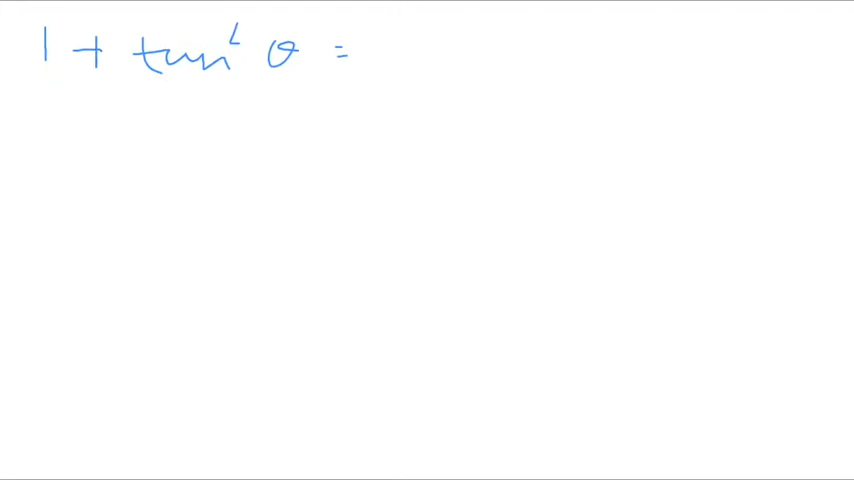 1 + tan² θ =